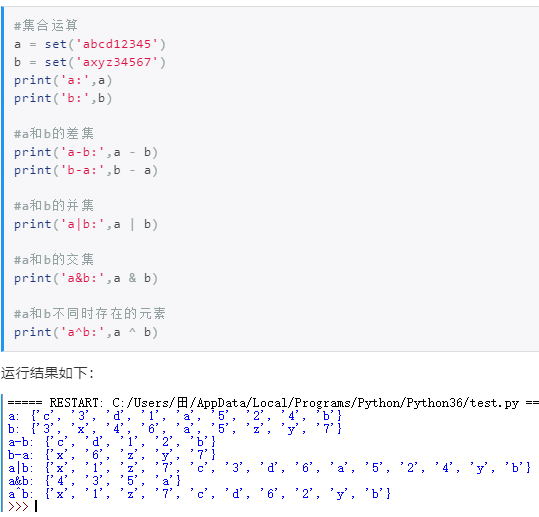 #集合运算
a = set('abcd12345')
b = set('axyz34567')
print('a:',a)
print('b:',b)
#a和b的差集
print('a-b:',a - b)
print('b-a:',b - a)
#a和b的并集
print('a|b:',a | b)
#a和b的交集
print('a&b:',a & b)
#a和b不同时存在的元素
print('a^b:',a ^ b)
运行结果如下:
===== RESTART: C:/Users/田/AppData/Local/Programs/Python/Python36/test.py ==
a: {'c', '3', 'd', '1', 'a', '5', '2', '4', 'b'}
b: {'3', 'x', '4', '6', 'a', '5', 'z', 'y', '7'}
a-b: {'c', 'd', '1', '2', 'b'}
b-a: {'x', '6', 'z', 'y', '7'}
a|b: {'x', '1', 'z', '7', 'c', '3', 'd', '6', 'a', '5', '2', '4', 'y', 'b'}
a&b: {'4', '3', '5', 'a'}
a^b: {'x', '1', 'z', '7', 'c', 'd', '6', '2', 'y', 'b'}
>>>